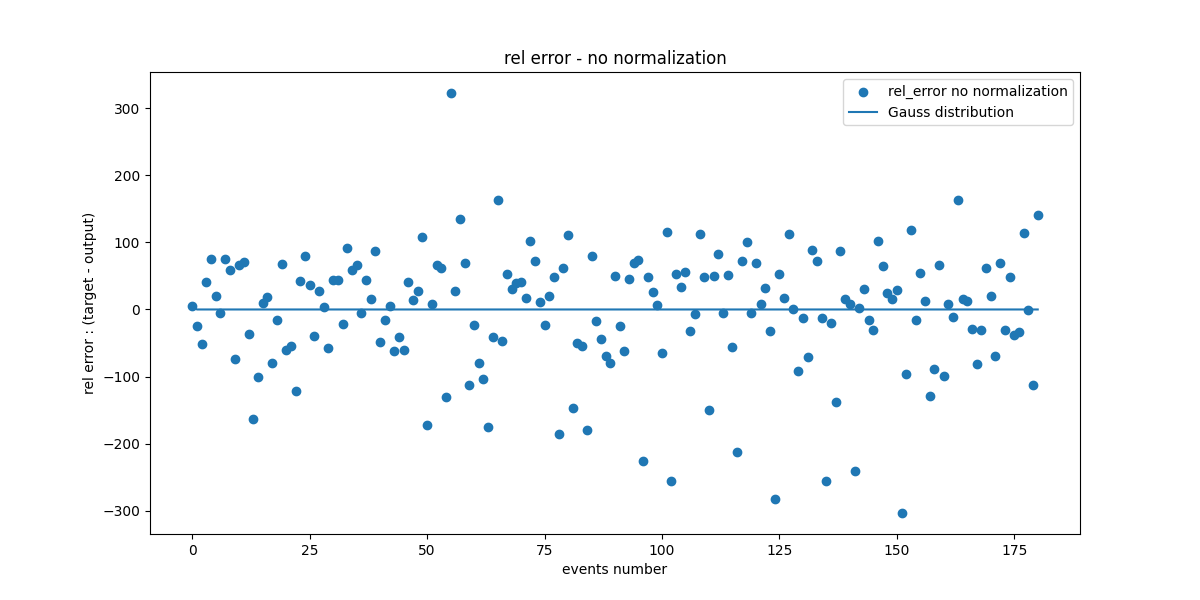 rel error - no normalization
rel_error no normalization
Gauss distribution
rel error : (target - output)
300
200
100
0
−100
−200
−300
0 25 50 75 100 125 150 175
events number